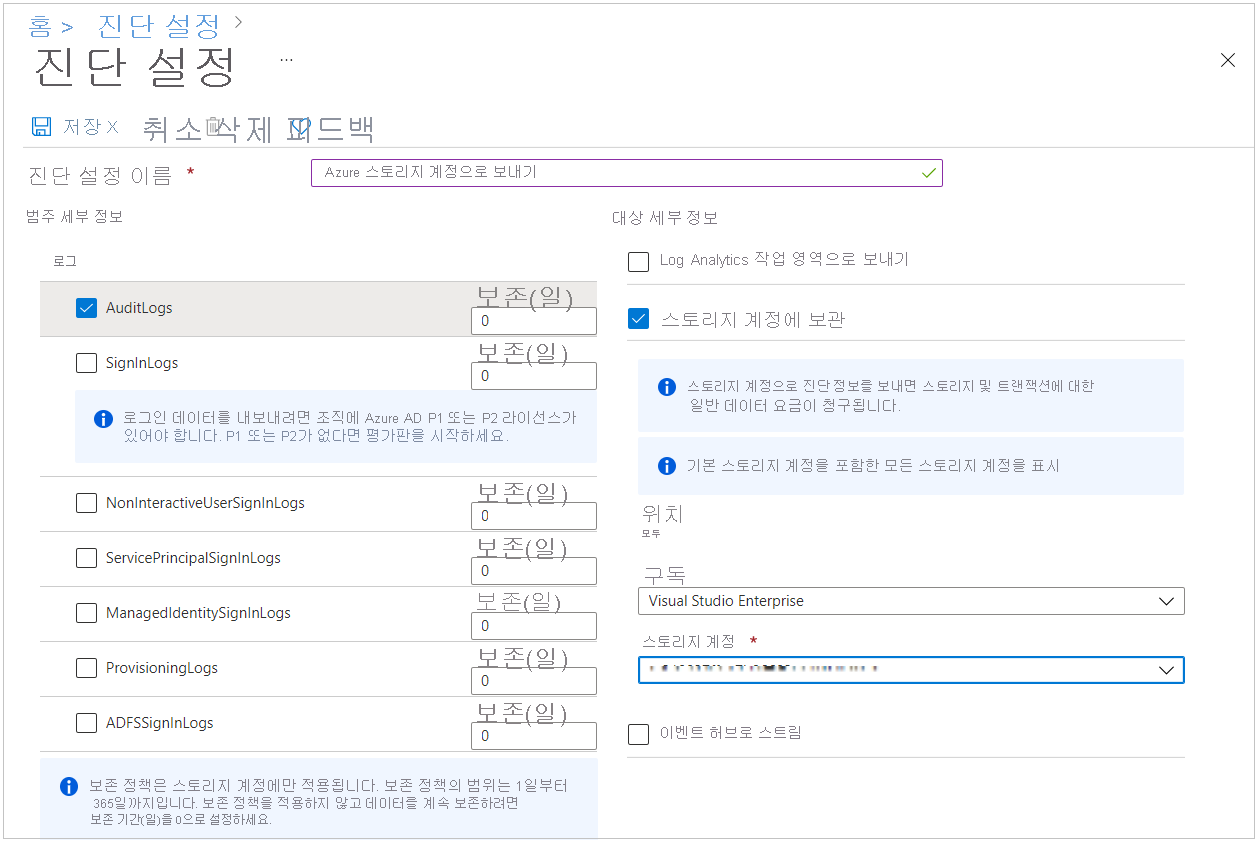 홈 > 진단 설정 >
진단 설정 ...
저장 X 취소 삭제 피드백
진단 설정 이름 *
Azure 스토리지 계정으로 보내기
범주 세부 정보
로그
AuditLogs
보존(일)
0
SignInLogs
보존(일)
0
로그인 데이터를 내보내려면 조직에 Azure AD P1 또는 P2 라이선스가
있어야 합니다. P1 또는 P2가 없다면 평가판을 시작하세요.
NonInteractiveUserSignInLogs
보존(일)
0
ServicePrincipalSignInLogs
보존(일)
0
ManagedIdentitySignInLogs
보존(일)
0
ProvisioningLogs
보존(일)
0
ADFSSignInLogs
보존(일)
0
보존 정책은 스토리지 계정에만 적용됩니다. 보존 정책의 범위는 1일부터
365일까지입니다. 보존 정책을 적용하지 않고 데이터를 계속 보존하려면
보존 기간(일)을 0으로 설정하세요.
대상 세부 정보
Log Analytics 작업 영역으로 보내기
스토리지 계정에 보관
스토리지 계정으로 진단 정보를 보내면 스토리지 및 트랜잭션에 대한
일반 데이터 요금이 청구됩니다.
기본 스토리지 계정을 포함한 모든 스토리지 계정을 표시
위치
모두
구독
Visual Studio Enterprise
스토리지 계정 *
이벤트 허브로 스트림